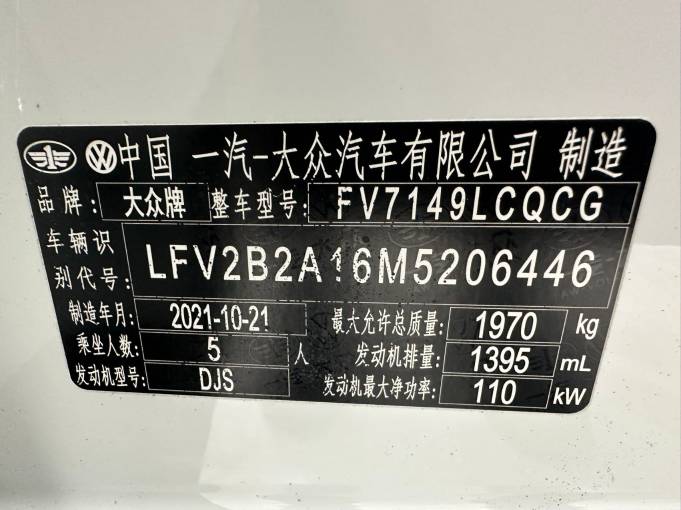 中国 一汽-大众汽车有限公司 制造
品牌: 大众牌 整车型号: FV7149LCQCG
车辆识别代号: LFV2B2A16M5206446
制造年月: 2021-10-21 最大允许总质量: 1970 kg
乘坐人数: 5 人 发动机排量: 1395 mL
发动机型号: DJS 发动机最大净功率: 110 kW